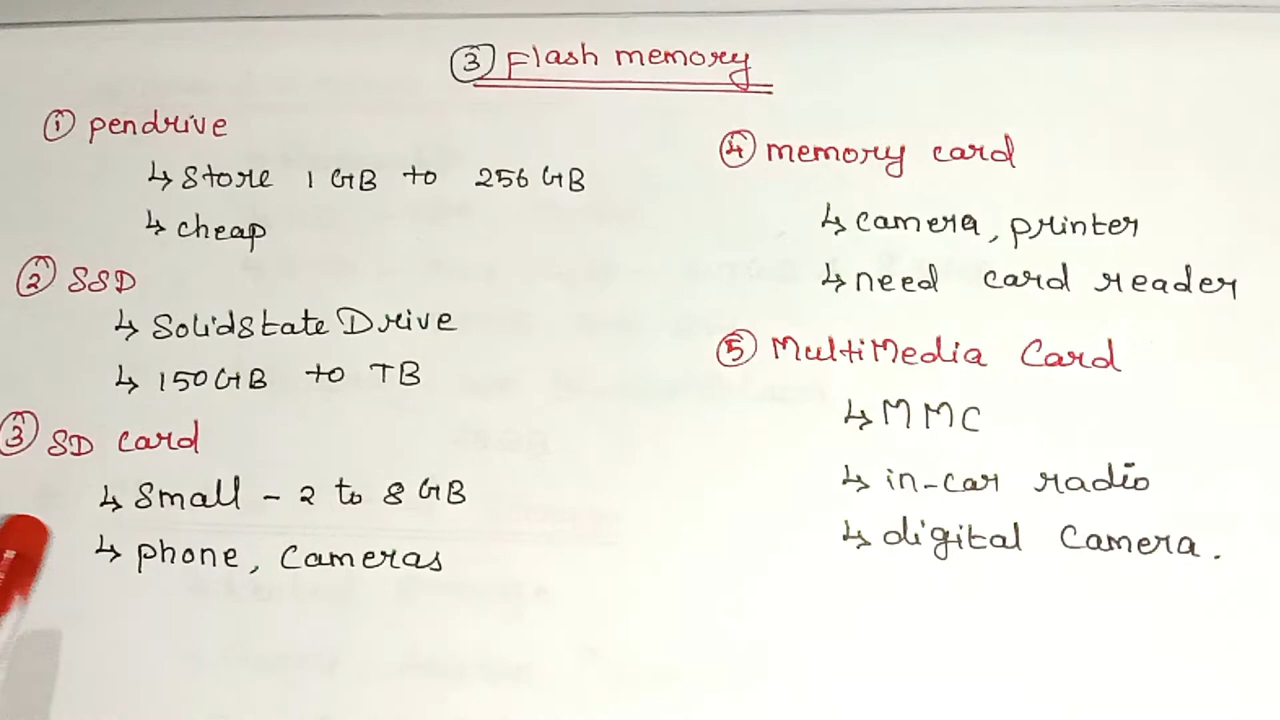 ③ Flash memory
① pendrive
↳ Store 1 GB to 256 GB
↳ cheap
② SSD
↳ SolidState Drive
↳ 150 GB to TB
③ SD card
↳ Small - 2 to 8 GB
↳ phone, Cameras
④ memory card
↳ camera, printer
↳ need card reader
⑤ MultiMedia Card
↳ MMC
↳ in-car radio
↳ digital Camera.